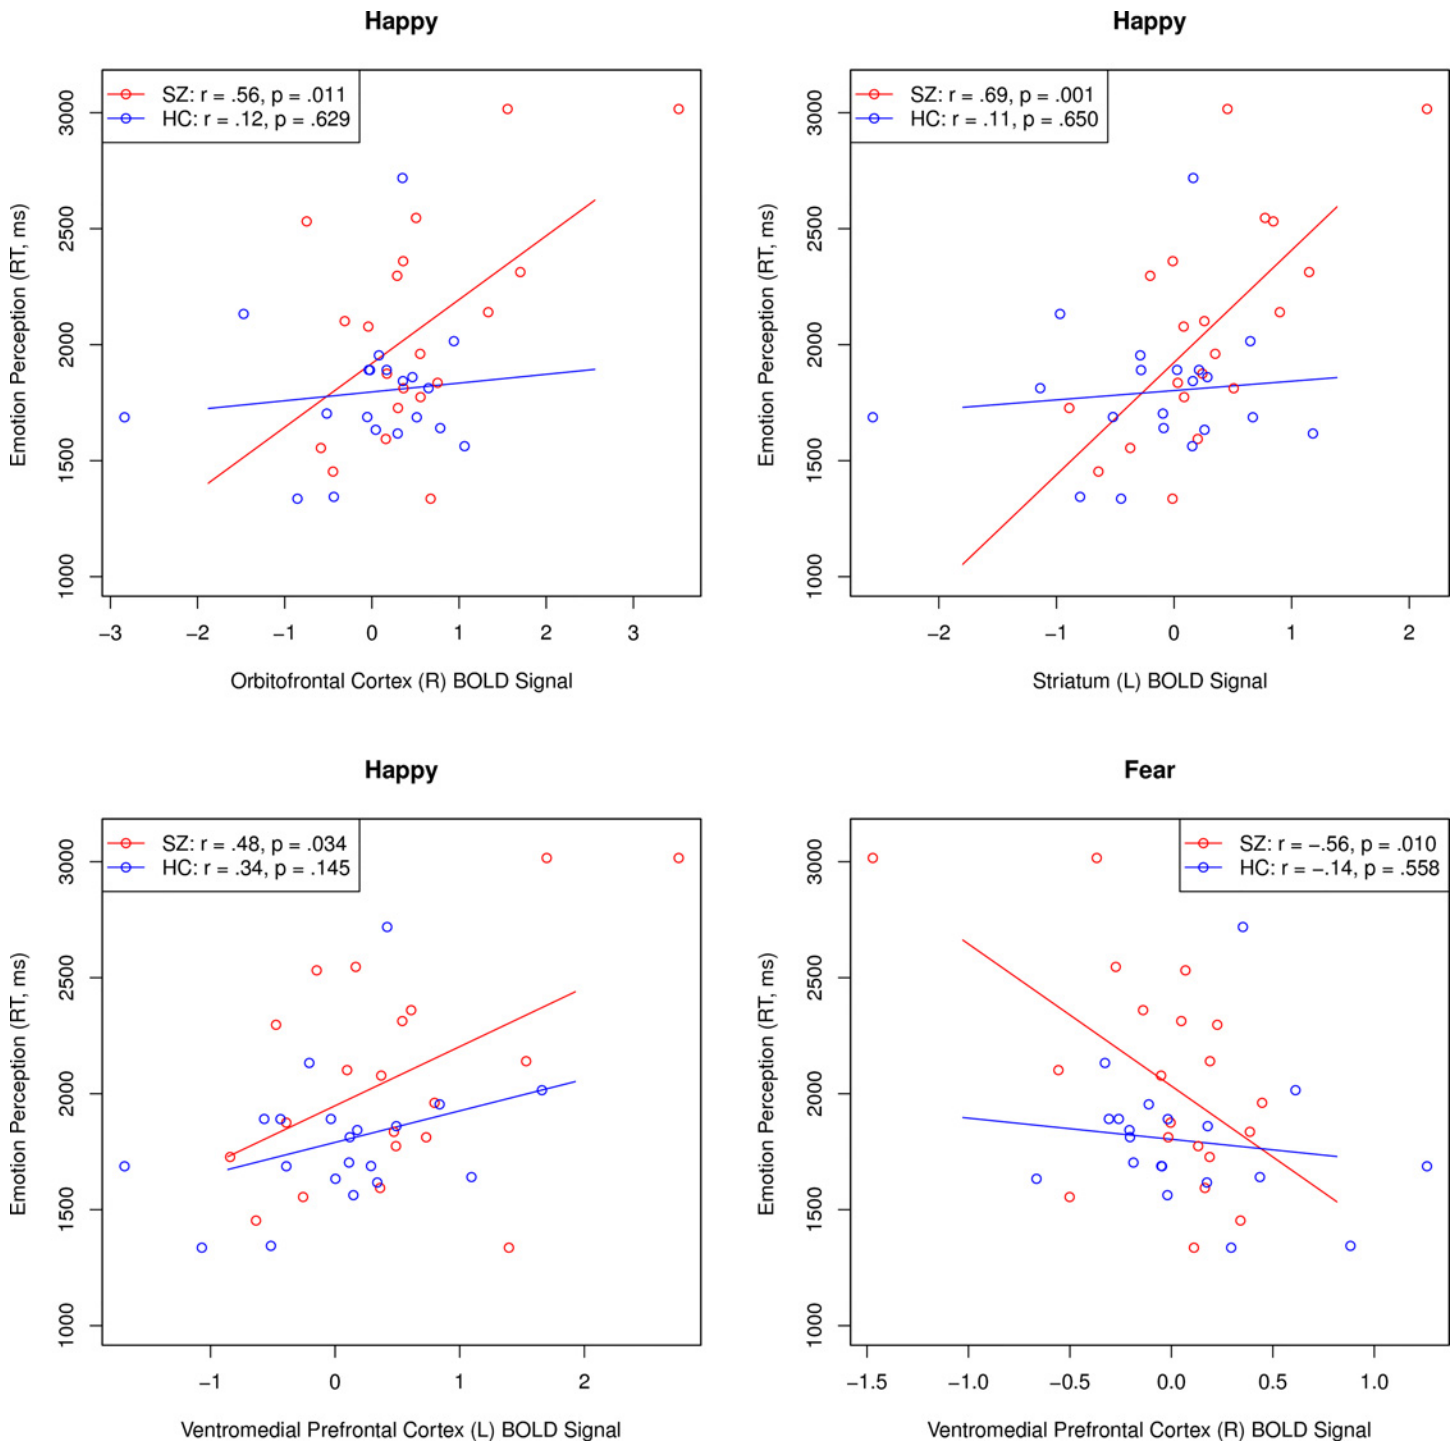 Happy
SZ: r = .56, p = .011
HC: r = .12, p = .629
Emotion Perception (RT, ms)
3000
2500
2000
1500
1000
−3 −2 −1 0 1 2 3
Orbitofrontal Cortex (R) BOLD Signal
Happy
SZ: r = .69, p = .001
HC: r = .11, p = .650
Emotion Perception (RT, ms)
3000
2500
2000
1500
1000
−2 −1 0 1 2
Striatum (L) BOLD Signal
Happy
SZ: r = .48, p = .034
HC: r = .34, p = .145
Emotion Perception (RT, ms)
3000
2500
2000
1500
1000
−1 0 1 2
Ventromedial Prefrontal Cortex (L) BOLD Signal
Fear
SZ: r = −.56, p = .010
HC: r = −.14, p = .558
Emotion Perception (RT, ms)
3000
2500
2000
1500
1000
−1.5 −1.0 −0.5 0.0 0.5 1.0
Ventromedial Prefrontal Cortex (R) BOLD Signal